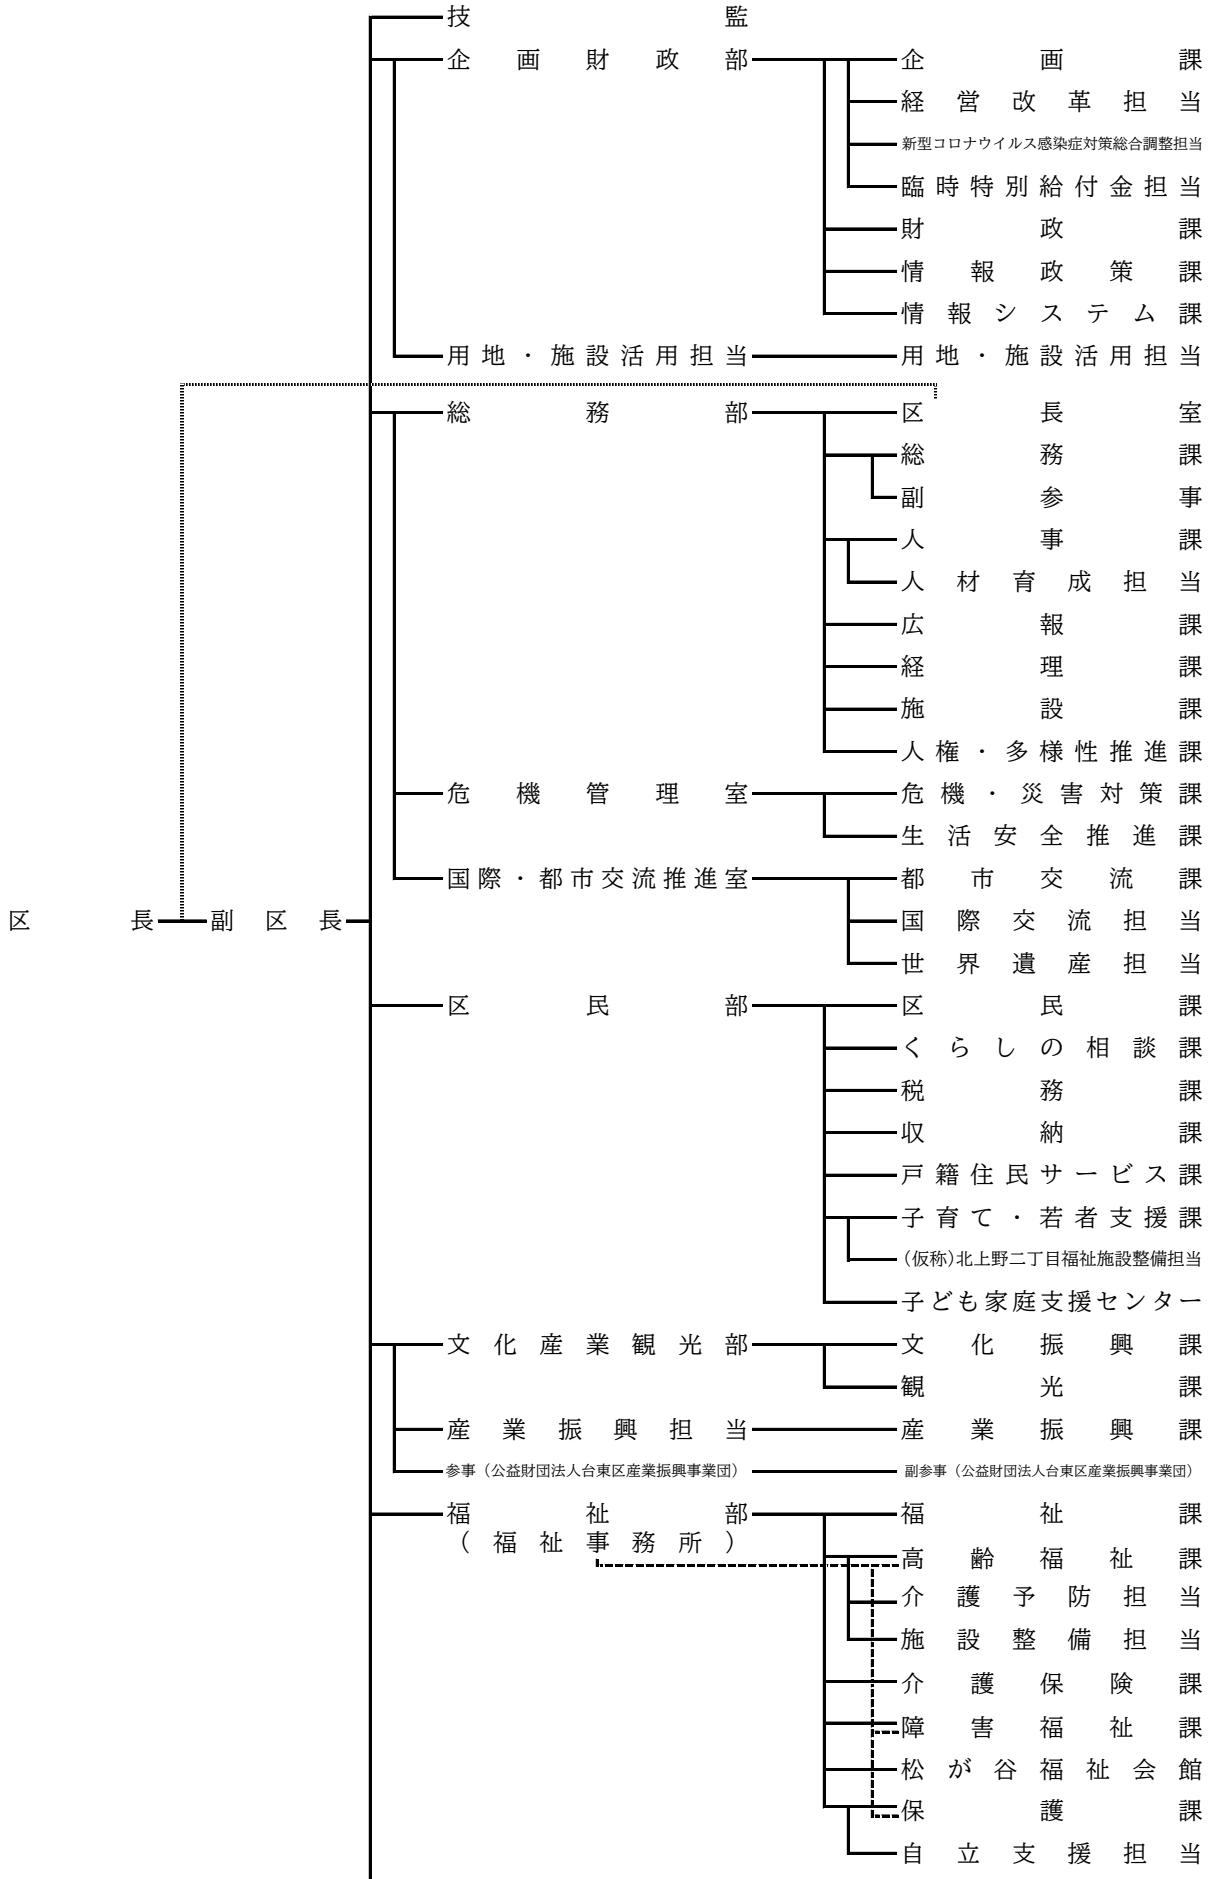 技監
企画財政部 企画課
経営改革担当
新型コロナウイルス感染症対策総合調整担当
臨時特別給付金担当
財政課
情報政策課
情報システム課
用地・施設活用担当 用地・施設活用担当
総務部 区長室
総務課
副参事
人事課
人材育成担当
広報課
経理課
施設課
人権・多様性推進課
危機管理室 危機・災害対策課
生活安全推進課
国際・都市交流推進室 都市交流課
区長 副区長 国際交流担当
世界遺産担当
区民部 区民課
くらしの相談課
税務課
収納課
戸籍住民サービス課
子育て・若者支援課
(仮称)北上野二丁目福祉施設整備担当
子ども家庭支援センター
文化産業観光部 文化振興課
観光課
産業振興担当 産業振興課
参事（公益財団法人台東区産業振興事業団） 副参事（公益財団法人台東区産業振興事業団）
福祉部 福祉課
（福祉事務所）
高齢福祉課
介護予防担当
施設整備担当
介護保険課
障害福祉課
松が谷福祉会館
保護課
自立支援担当